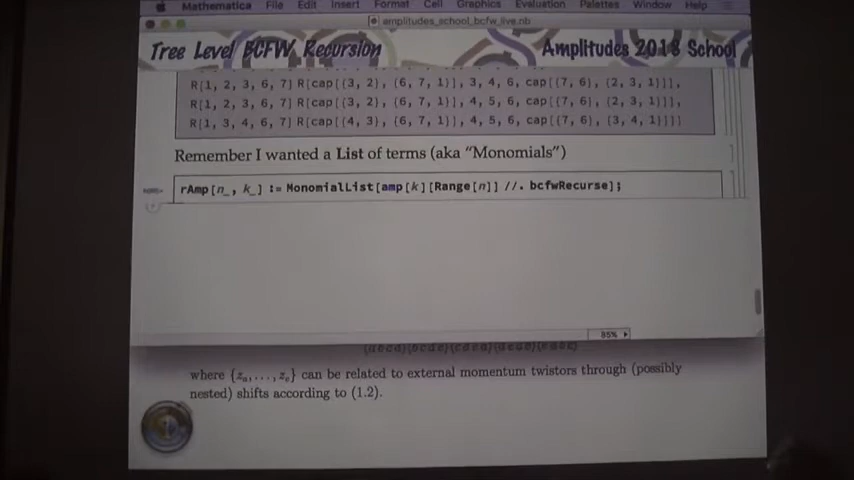 Mathematica File Edit Insert Format Cell Graphics Evaluation Palettes Window Help
amplitudes_school_bcfw_live.nb
Tree Level BCFW Recursion Amplitudes 2018 School
R[1, 2, 3, 6, 7] R[cap[{3, 2}, {6, 7, 1}], 3, 4, 6, cap[{7, 6}, {2, 3, 1}]],
R[1, 2, 3, 6, 7] R[cap[{3, 2}, {6, 7, 1}], 4, 5, 6, cap[{7, 6}, {2, 3, 1}]],
R[1, 3, 4, 6, 7] R[cap[{4, 3}, {6, 7, 1}], 4, 5, 6, cap[{7, 6}, {3, 4, 1}]]]
Remember I wanted a List of terms (aka “Monomials”)
rAmp[n_, k_] := MonomialList[amp[k][Range[n]] //. bcfwRecurse];
95%
where {z_a, . . . , z_e} can be related to external momentum twistors through (possibly
nested) shifts according to (1.2).